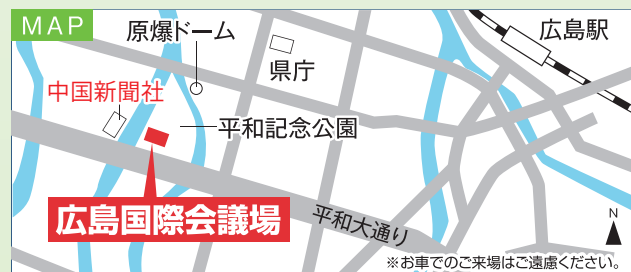 MAP
原爆ドーム
広島駅
県庁
中国新聞社
平和記念公園
広島国際会議場
平和大通り
N
※お車でのご来場はご遠慮ください。